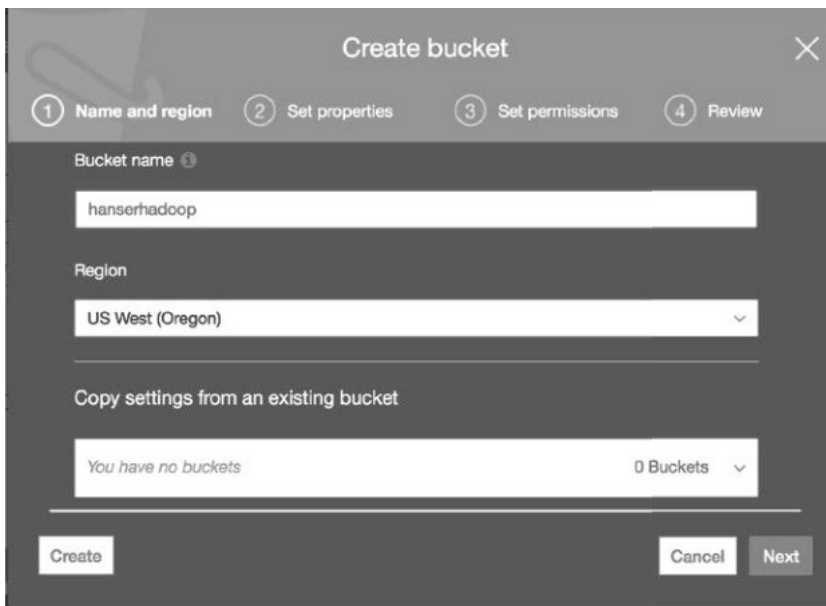 Create bucket
1 Name and region 2 Set properties 3 Set permissions 4 Review
Bucket name
hanserhadoop
Region
US West (Oregon)
Copy settings from an existing bucket
You have no buckets 0 Buckets
Create Cancel Next